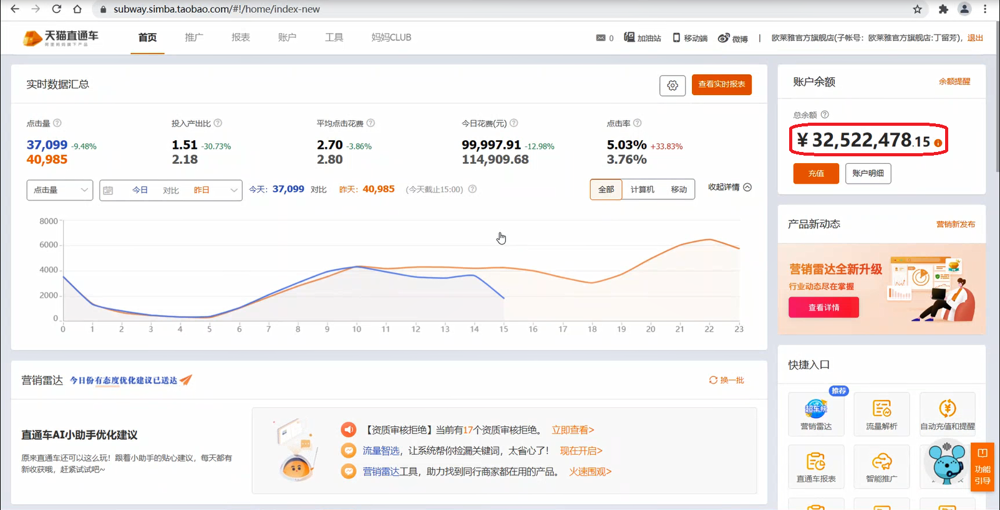 subway.simba.taobao.com/#!/home/index-new
天猫直通车
阿里妈妈旗下产品
首页 推广 报表 账户 工具 妈妈CLUB
0 加油站 移动端 微博 | 欧莱雅官方旗舰店(子帐号：欧莱雅官方旗舰店:丁留芳)，退出
实时数据汇总
查看实时报表
点击量 投入产出比 平均点击花费 今日花费(元) 点击率
37,099 -9.48% 1.51 -30.73% 2.70 -3.86% 99,997.91 -12.98% 5.03% +33.83%
40,985 2.18 2.80 114,909.68 3.76%
点击量 今日 对比 昨日 今天：37,099 对比 昨天：40,985 (今天截止15:00)
全部 计算机 移动 收起详情
8000
6000
4000
2000
0
0 1 2 3 4 5 6 7 8 9 10 11 12 13 14 15 16 17 18 19 20 21 22 23
账户余额 余额提醒
总余额
¥ 32,522,478.15
充值 账户明细
产品新动态 营销新发布
营销雷达全新升级
行业动态尽在掌握
查看详情
营销雷达 今日份有态度优化建议已送达
换一批
直通车AI小助手优化建议
原来直通车还可以这么玩！跟着小助手的贴心建议，每天都有
新收获哦，赶紧试试吧~
【资质审核拒绝】当前有17个资质审核拒绝。 立即查看>
流量智选，让系统帮你捡漏关键词，太省心了！ 现在开启>
营销雷达工具，助力找到同行商家都在用的产品。 火速围观>
快捷入口
推荐
超车榜
营销雷达 流量解析 自动充值和提醒
直通车报表 智能推广
功能
引导